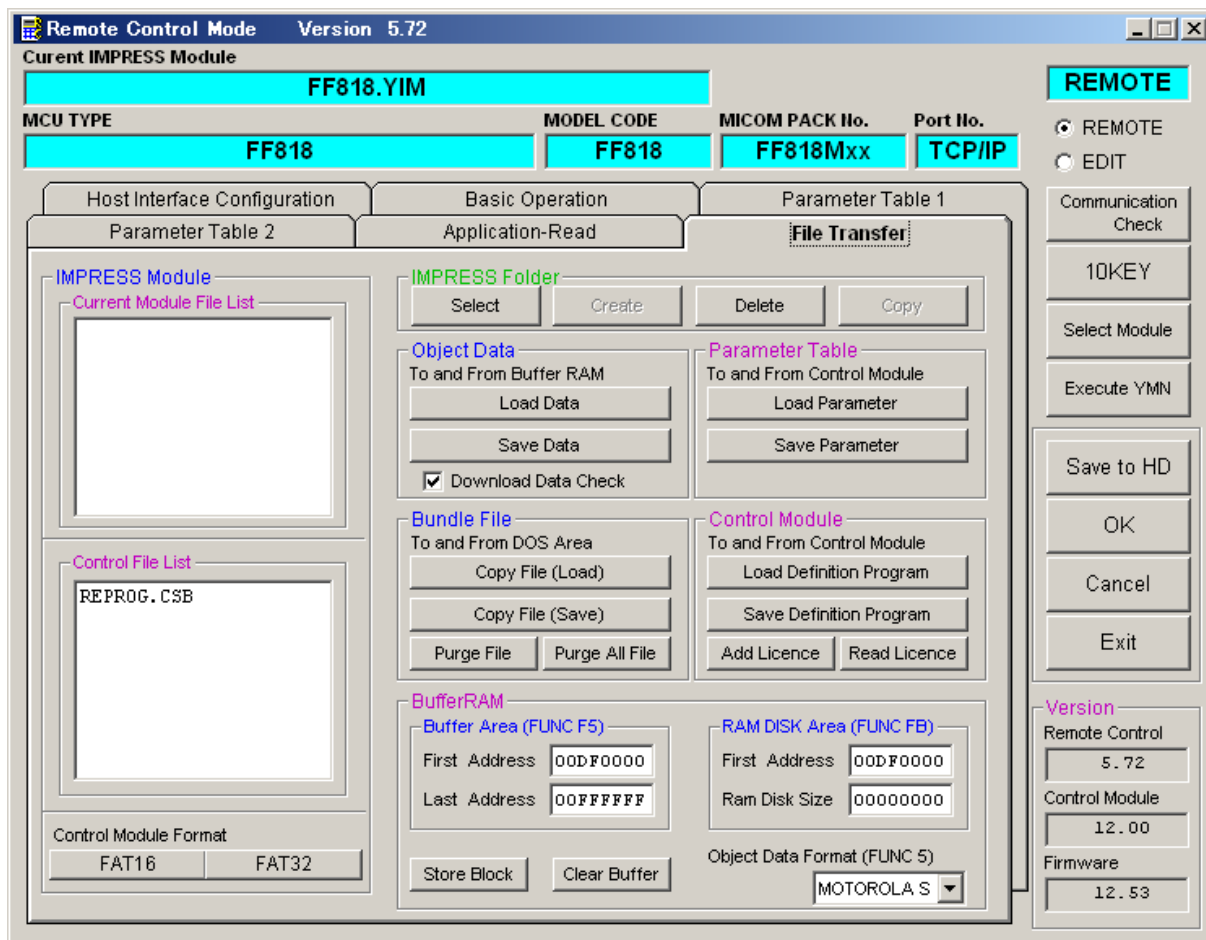 Remote Control Mode Version 5.72
Curent IMPRESS Module
FF818.YIM
REMOTE
MCU TYPE MODEL CODE MICOM PACK No. Port No.
FF818 FF818 FF818Mxx TCP/IP
REMOTE
EDIT
Host Interface Configuration Basic Operation Parameter Table 1
Parameter Table 2 Application-Read File Transfer
Communication
Check
10KEY
Select Module
Execute YMN
Save to HD
OK
Cancel
Exit
IMPRESS Module
Current Module File List
Control File List
REPROG.CSB
Control Module Format
FAT16 FAT32
IMPRESS Folder
Select Create Delete Copy
Object Data
To and From Buffer RAM
Load Data
Save Data
Download Data Check
Parameter Table
To and From Control Module
Load Parameter
Save Parameter
Bundle File
To and From DOS Area
Copy File (Load)
Copy File (Save)
Purge File Purge All File
Control Module
To and From Control Module
Load Definition Program
Save Definition Program
Add Licence Read Licence
BufferRAM
Buffer Area (FUNC F5)
First Address 00DF0000
Last Address 00FFFFFF
RAM DISK Area (FUNC FB)
First Address 00DF0000
Ram Disk Size 00000000
Store Block Clear Buffer
Object Data Format (FUNC 5)
MOTOROLA S
Version
Remote Control
5.72
Control Module
12.00
Firmware
12.53